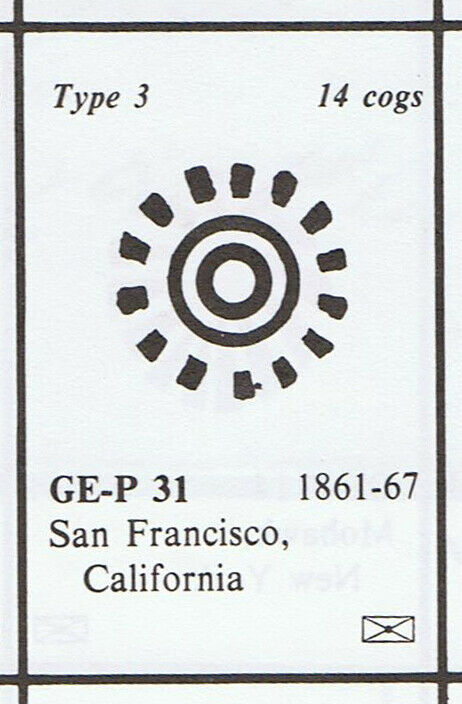 Type 3 14 cogs
GE-P 31 1861-67
San Francisco,
California